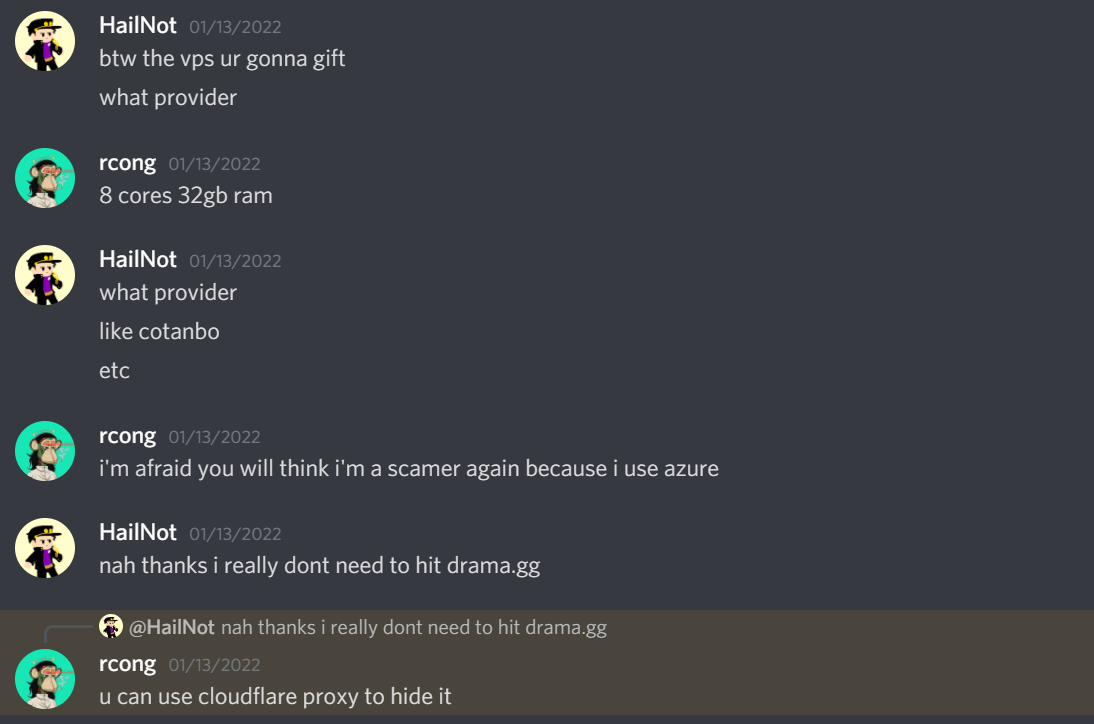 HailNot 01/13/2022
btw the vps ur gonna gift
what provider
rcong 01/13/2022
8 cores 32gb ram
HailNot 01/13/2022
what provider
like cotanbo
etc
rcong 01/13/2022
i'm afraid you will think i'm a scamer again because i use azure
HailNot 01/13/2022
nah thanks i really dont need to hit drama.gg
@HailNot nah thanks i really dont need to hit drama.gg
rcong 01/13/2022
u can use cloudflare proxy to hide it